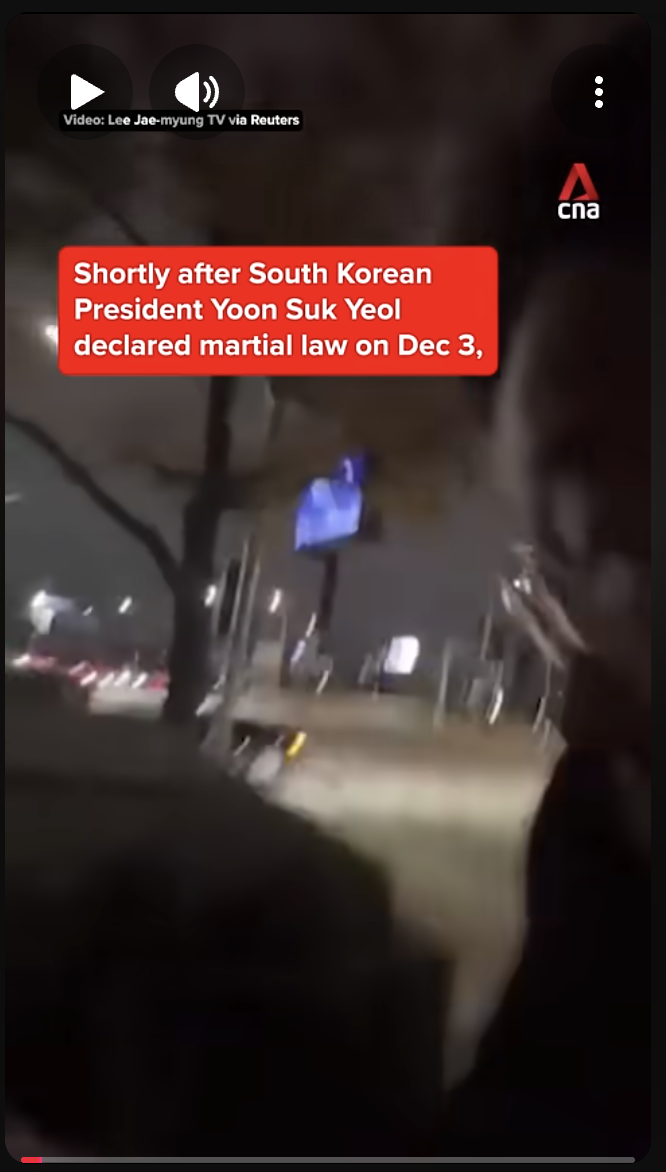 Video: Lee Jae-myung TV via Reuters
cna
Shortly after South Korean
President Yoon Suk Yeol
declared martial law on Dec 3,